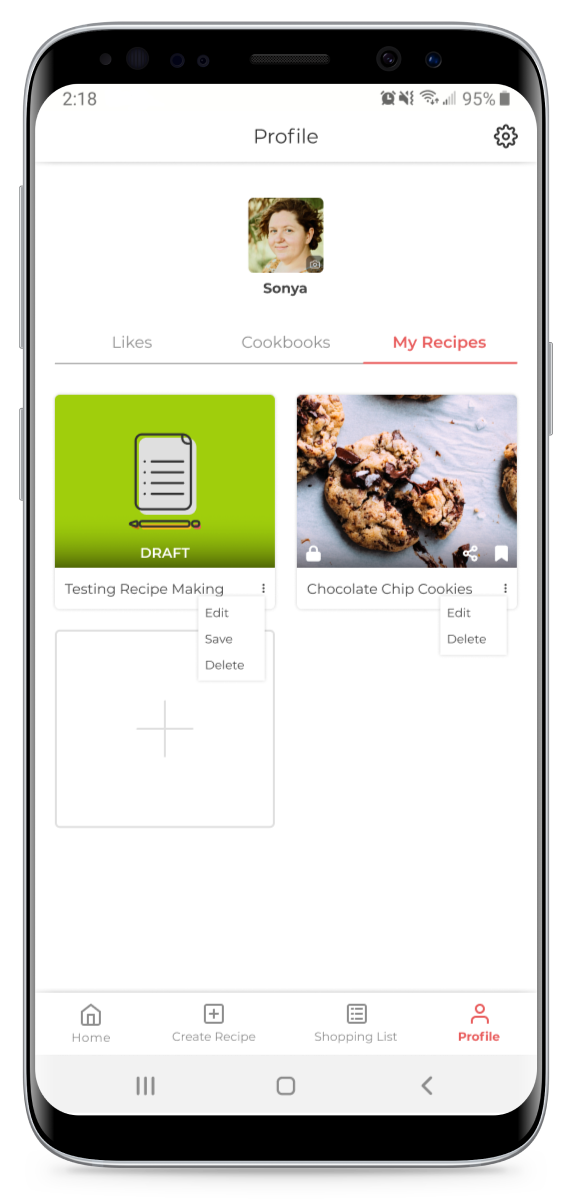 2:18 95%
Profile
Sonya
Likes Cookbooks My Recipes
DRAFT
Testing Recipe Making
Chocolate Chip Cookies
Edit
Save
Delete
Edit
Delete
Home Create Recipe Shopping List Profile